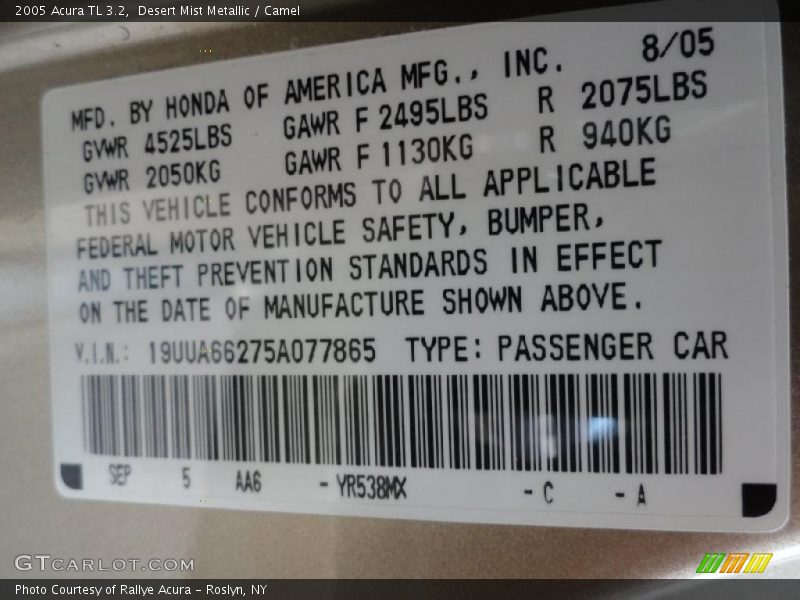 2005 Acura TL 3.2, Desert Mist Metallic / Camel
MFD. BY HONDA OF AMERICA MFG., INC. 8/05
GVWR 4525LBS GAWR F 2495LBS R 2075LBS
GVWR 2050KG GAWR F 1130KG R 940KG
THIS VEHICLE CONFORMS TO ALL APPLICABLE
FEDERAL MOTOR VEHICLE SAFETY, BUMPER,
AND THEFT PREVENTION STANDARDS IN EFFECT
ON THE DATE OF MANUFACTURE SHOWN ABOVE.
V.I.N.: 19UUA66275A077865 TYPE: PASSENGER CAR
SEP 5 AA6 - YR538MX - C - A
GTCARLOT.COM
Photo Courtesy of Rallye Acura - Roslyn, NY